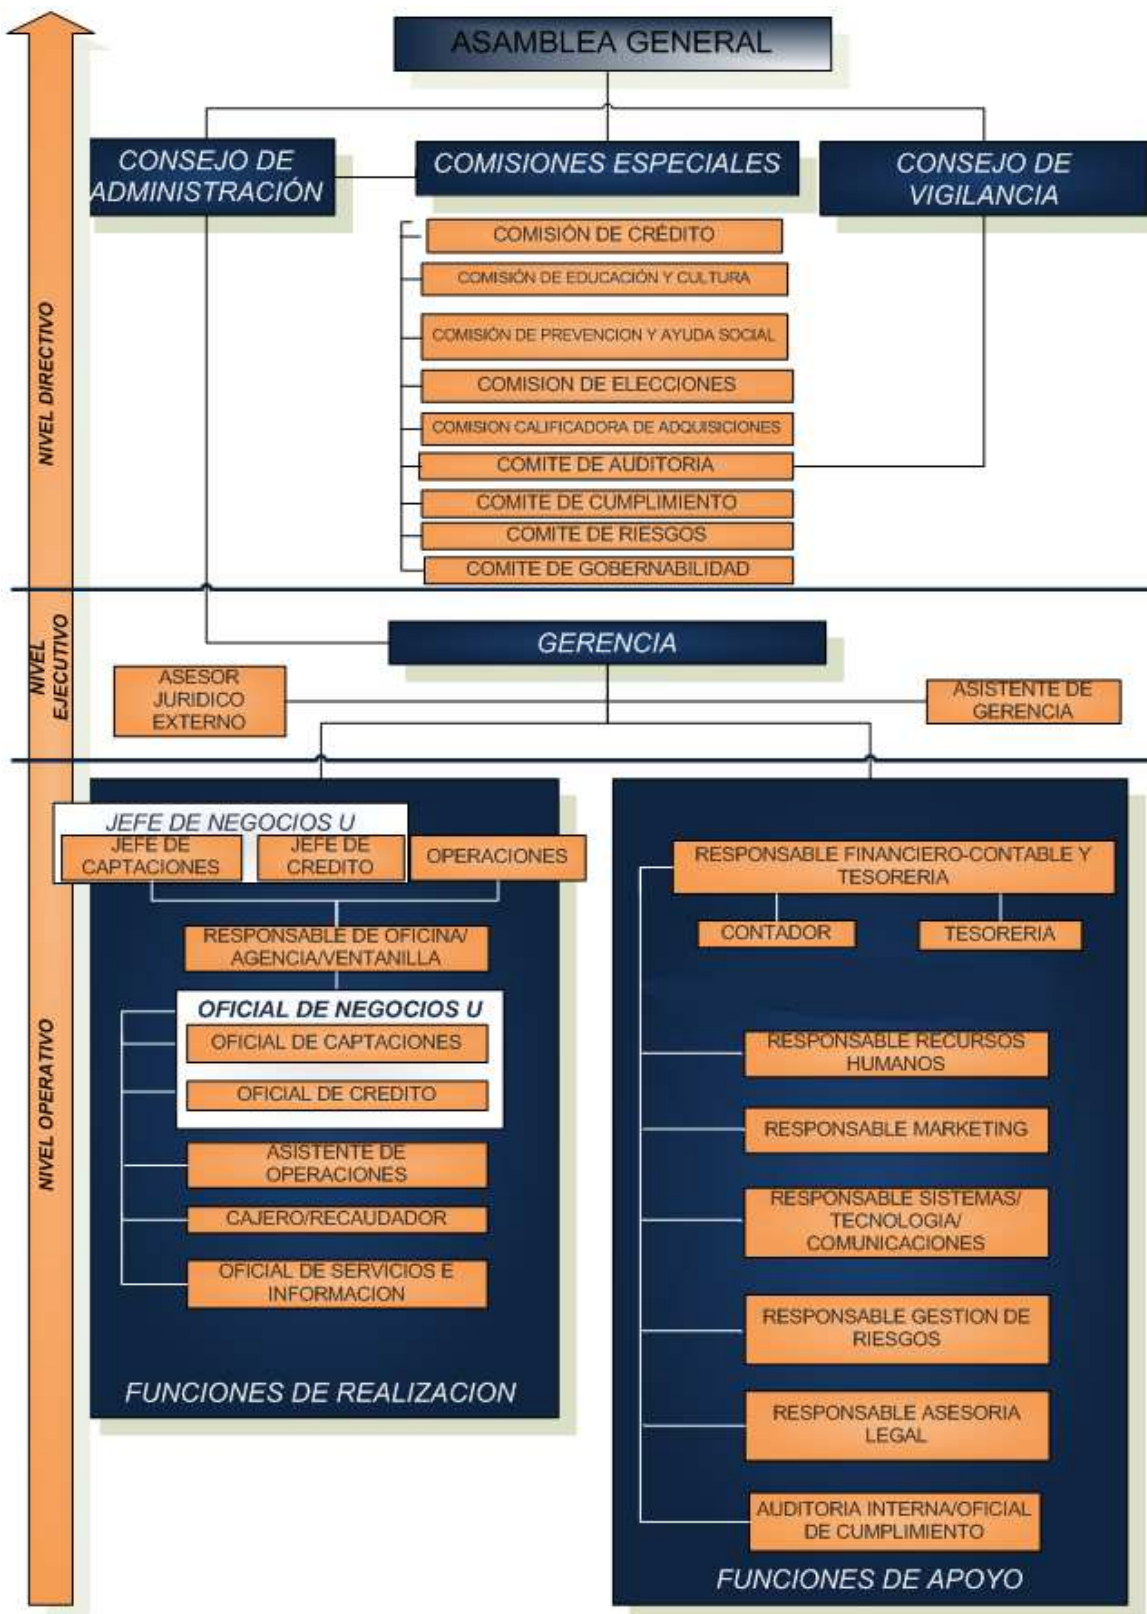 ASAMBLEA GENERAL
CONSEJO DE
ADMINISTRACIÓN
COMISIONES ESPECIALES
CONSEJO DE
VIGILANCIA
COMISIÓN DE CRÉDITO
COMISIÓN DE EDUCACIÓN Y CULTURA
COMISIÓN DE PREVENCION Y AYUDA SOCIAL
COMISION DE ELECCIONES
COMISION CALIFICADORA DE ADQUISICIONES
COMITE DE AUDITORIA
COMITE DE CUMPLIMIENTO
COMITE DE RIESGOS
COMITE DE GOBERNABILIDAD
NIVEL DIRECTIVO
NIVEL
EJECUTIVO
GERENCIA
ASESOR
JURIDICO
EXTERNO
ASISTENTE DE
GERENCIA
NIVEL OPERATIVO
JEFE DE NEGOCIOS U
JEFE DE
CAPTACIONES
JEFE DE
CREDITO
OPERACIONES
RESPONSABLE DE OFICINA/
AGENCIA/VENTANILLA
OFICIAL DE NEGOCIOS U
OFICIAL DE CAPTACIONES
OFICIAL DE CREDITO
ASISTENTE DE
OPERACIONES
CAJERO/RECAUDADOR
OFICIAL DE SERVICIOS E
INFORMACION
FUNCIONES DE REALIZACION
RESPONSABLE FINANCIERO-CONTABLE Y
TESORERIA
CONTADOR
TESORERIA
RESPONSABLE RECURSOS
HUMANOS
RESPONSABLE MARKETING
RESPONSABLE SISTEMAS/
TECNOLOGIA/
COMUNICACIONES
RESPONSABLE GESTION DE
RIESGOS
RESPONSABLE ASESORIA
LEGAL
AUDITORIA INTERNA/OFICIAL
DE CUMPLIMIENTO
FUNCIONES DE APOYO